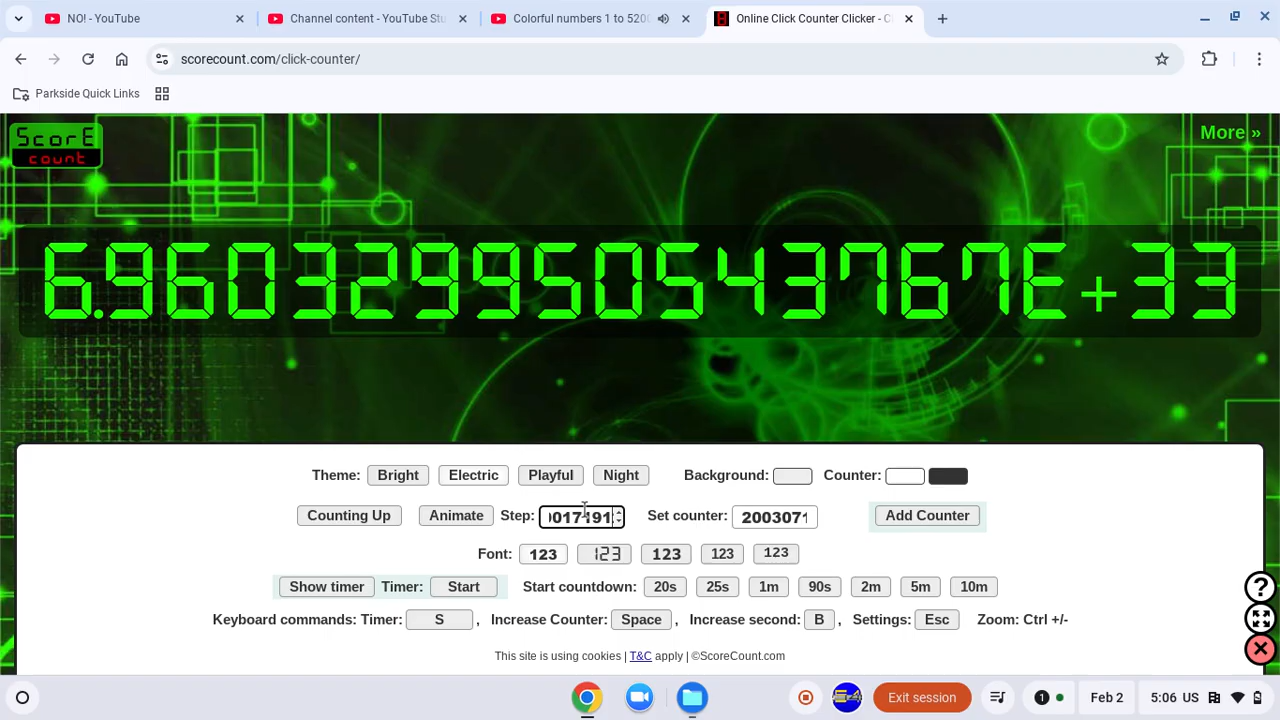 NO! - YouTube
Channel content - YouTube Stu
Colorful numbers 1 to 520
Online Click Counter Clicker - C
scorecount.com/click-counter/
Parkside Quick Links
ScorE
count
More »
6.960329950543767E+33
Theme: Bright Electric Playful Night Background: Counter:
Counting Up Animate Step: 0017191 Set counter: 2003071 Add Counter
Font: 123 123 123 123 123
Show timer Timer: Start Start countdown: 20s 25s 1m 90s 2m 5m 10m
Keyboard commands: Timer: S , Increase Counter: Space , Increase second: B , Settings: Esc Zoom: Ctrl +/-
This site is using cookies | T&C apply | ©ScoreCount.com
?
Exit session
1
Feb 2
5:06 US